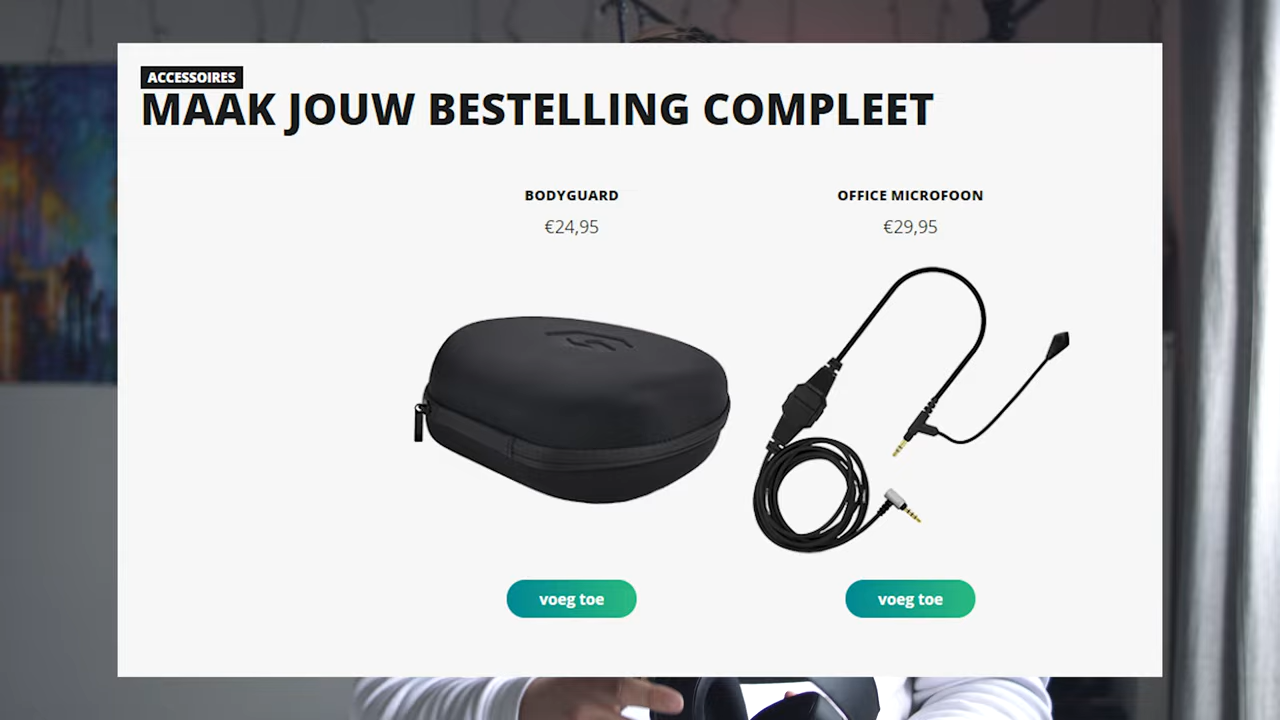 ACCESSOIRES
MAAK JOUW BESTELLING COMPLEET
BODYGUARD
€24,95
OFFICE MICROFOON
€29,95
voeg toe
voeg toe